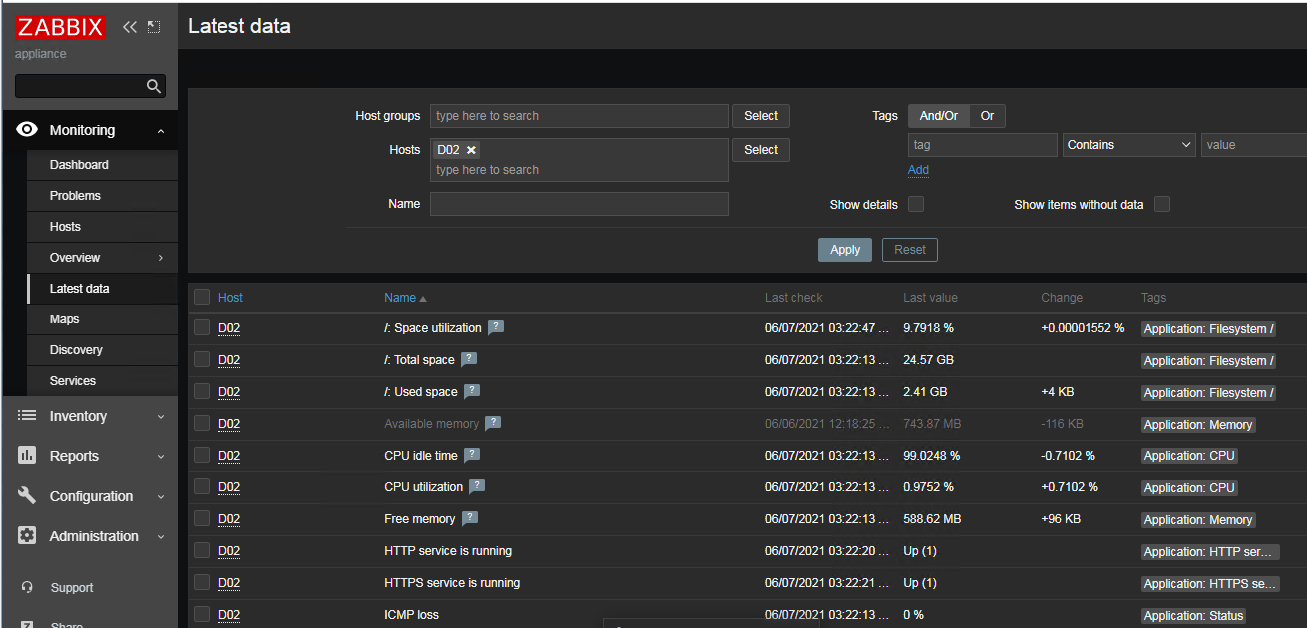 ZABBIX
appliance
Monitoring
Dashboard
Problems
Hosts
Overview
Latest data
Maps
Discovery
Services
Inventory
Reports
Configuration
Administration
Support
Share
Latest data
Host groups type here to search Select
Hosts D02 type here to search Select
Name
Tags And/Or Or
tag Contains value
Add
Show details Show items without data
Apply Reset
Host Name Last check Last value Change Tags
D02 /: Space utilization ? 06/07/2021 03:22:47 ... 9.7918 % +0.00001552 % Application: Filesystem /
D02 /: Total space ? 06/07/2021 03:22:13 ... 24.57 GB Application: Filesystem /
D02 /: Used space ? 06/07/2021 03:22:13 ... 2.41 GB +4 KB Application: Filesystem /
D02 Available memory ? 06/06/2021 12:18:25 ... 743.87 MB -116 KB Application: Memory
D02 CPU idle time ? 06/07/2021 03:22:13 ... 99.0248 % -0.7102 % Application: CPU
D02 CPU utilization ? 06/07/2021 03:22:13 ... 0.9752 % +0.7102 % Application: CPU
D02 Free memory ? 06/07/2021 03:22:13 ... 588.62 MB +96 KB Application: Memory
D02 HTTP service is running 06/07/2021 03:22:20 ... Up (1) Application: HTTP ser...
D02 HTTPS service is running 06/07/2021 03:22:21 ... Up (1) Application: HTTPS se...
D02 ICMP loss 06/07/2021 03:22:13 ... 0 % Application: Status